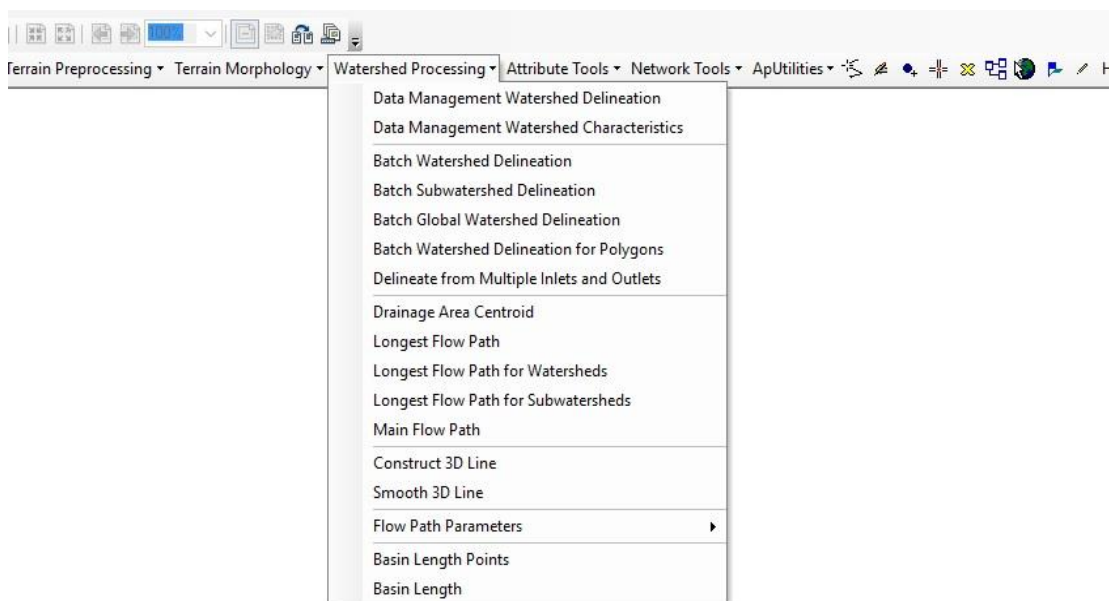 100%
Terrain Preprocessing Terrain Morphology Watershed Processing Attribute Tools Network Tools ApUtilities H
Data Management Watershed Delineation
Data Management Watershed Characteristics
Batch Watershed Delineation
Batch Subwatershed Delineation
Batch Global Watershed Delineation
Batch Watershed Delineation for Polygons
Delineate from Multiple Inlets and Outlets
Drainage Area Centroid
Longest Flow Path
Longest Flow Path for Watersheds
Longest Flow Path for Subwatersheds
Main Flow Path
Construct 3D Line
Smooth 3D Line
Flow Path Parameters
Basin Length Points
Basin Length